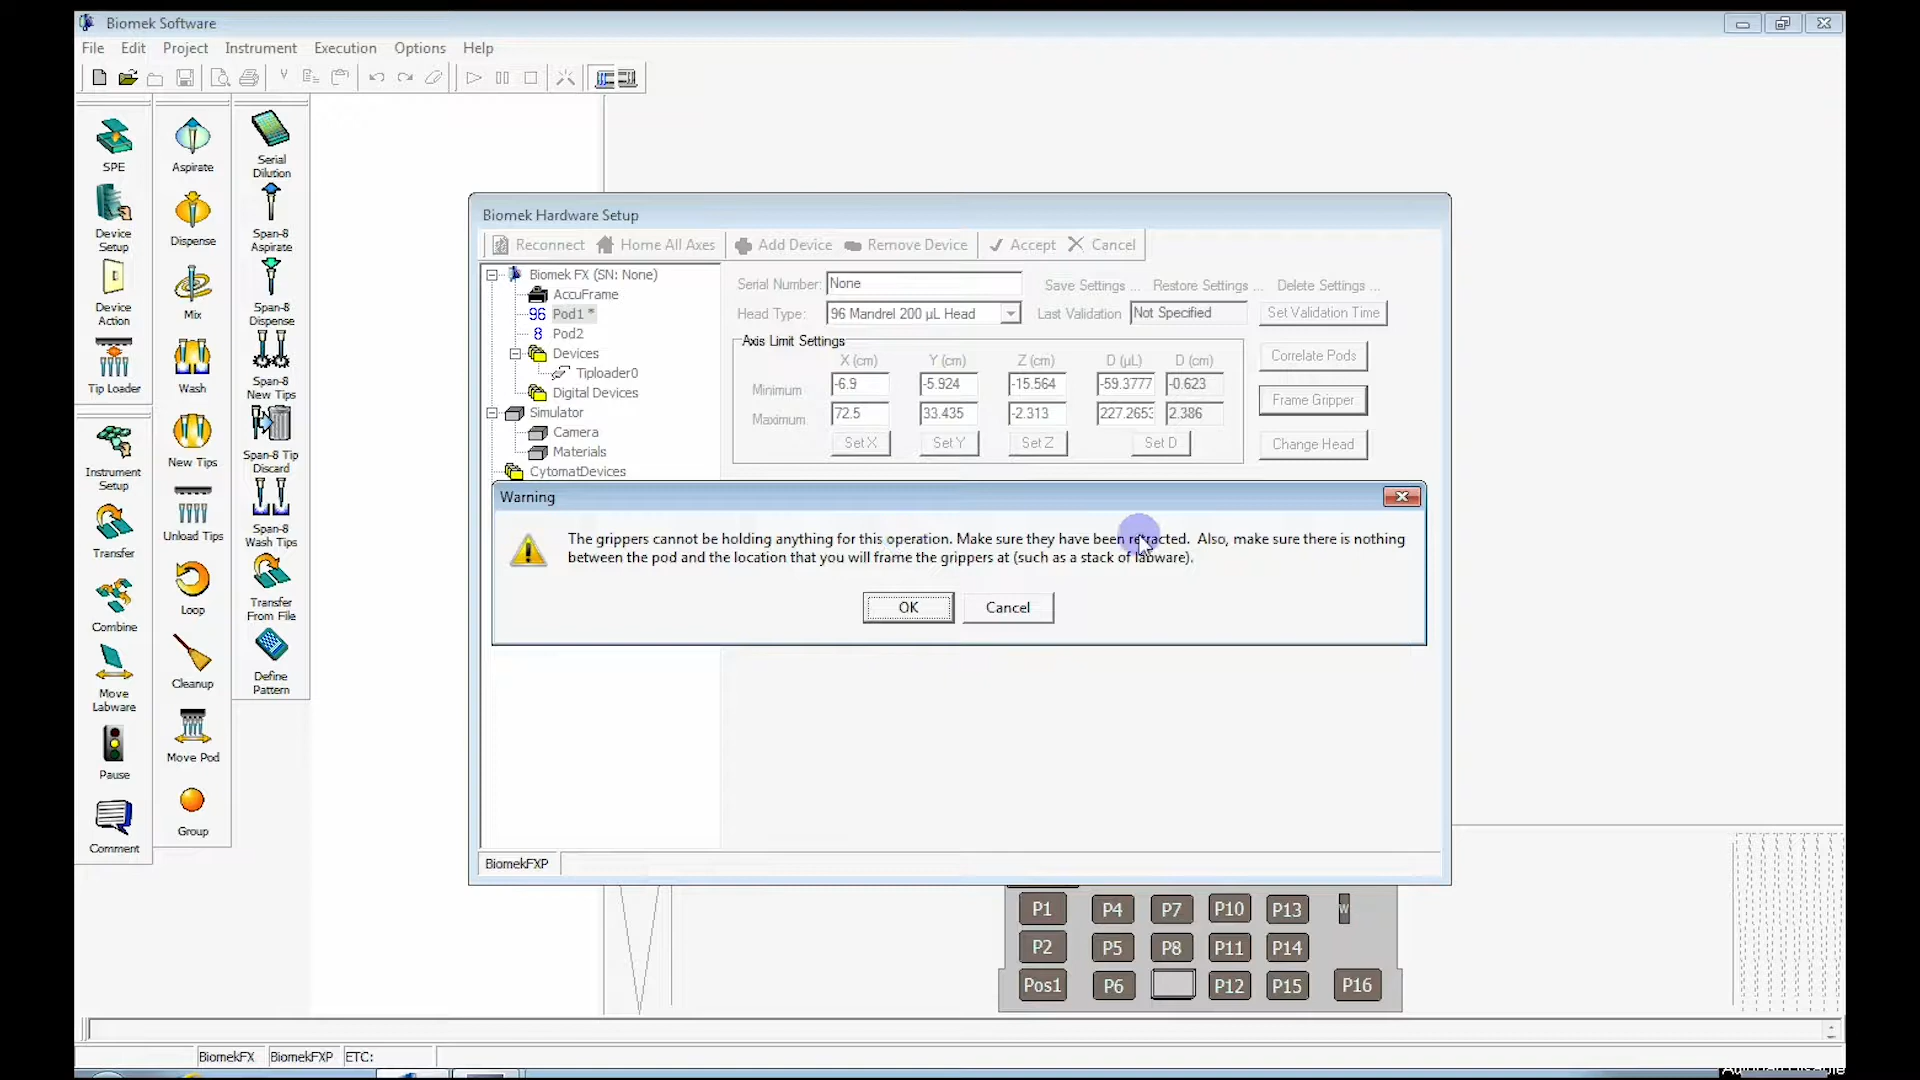 Biomek Software
File Edit Project Instrument Execution Options Help
SPE
Aspirate
Serial
Dilution
Device
Setup
Dispense
Span-8
Aspirate
Device
Action
Mix
Span-8
Dispense
Tip Loader
Wash
Span-8
New Tips
Instrument
Setup
New Tips
Span-8 Tip
Discard
Transfer
Unload Tips
Span-8
Wash Tips
Combine
Loop
Transfer
From File
Move
Labware
Cleanup
Define
Pattern
Pause
Move Pod
Comment
Group
Biomek Hardware Setup
Reconnect Home All Axes Add Device Remove Device Accept Cancel
Biomek FX (SN: None)
AccuFrame
96 Pod1 *
8 Pod2
Devices
Tiploader0
Digital Devices
Simulator
Camera
Materials
CytomatDevices
Serial Number: None Save Settings ... Restore Settings ... Delete Settings ...
Head Type: 96 Mandrel 200 µL Head Last Validation Not Specified Set Validation Time
Axis Limit Settings
X (cm) Y (cm) Z (cm) D (µL) D (cm)
Minimum -6.9 -5.924 -15.564 -59.3777 -0.623
Maximum 72.5 33.435 -2.313 227.2653 2.386
Set X Set Y Set Z Set D
Correlate Pods
Frame Gripper
Change Head
Warning
The grippers cannot be holding anything for this operation. Make sure they have been retracted. Also, make sure there is nothing
between the pod and the location that you will frame the grippers at (such as a stack of labware).
OK Cancel
BiomekFXP
P1 P4 P7 P10 P13 W
P2 P5 P8 P11 P14
Pos1 P6 P12 P15 P16
BiomekFX BiomekFXP ETC: